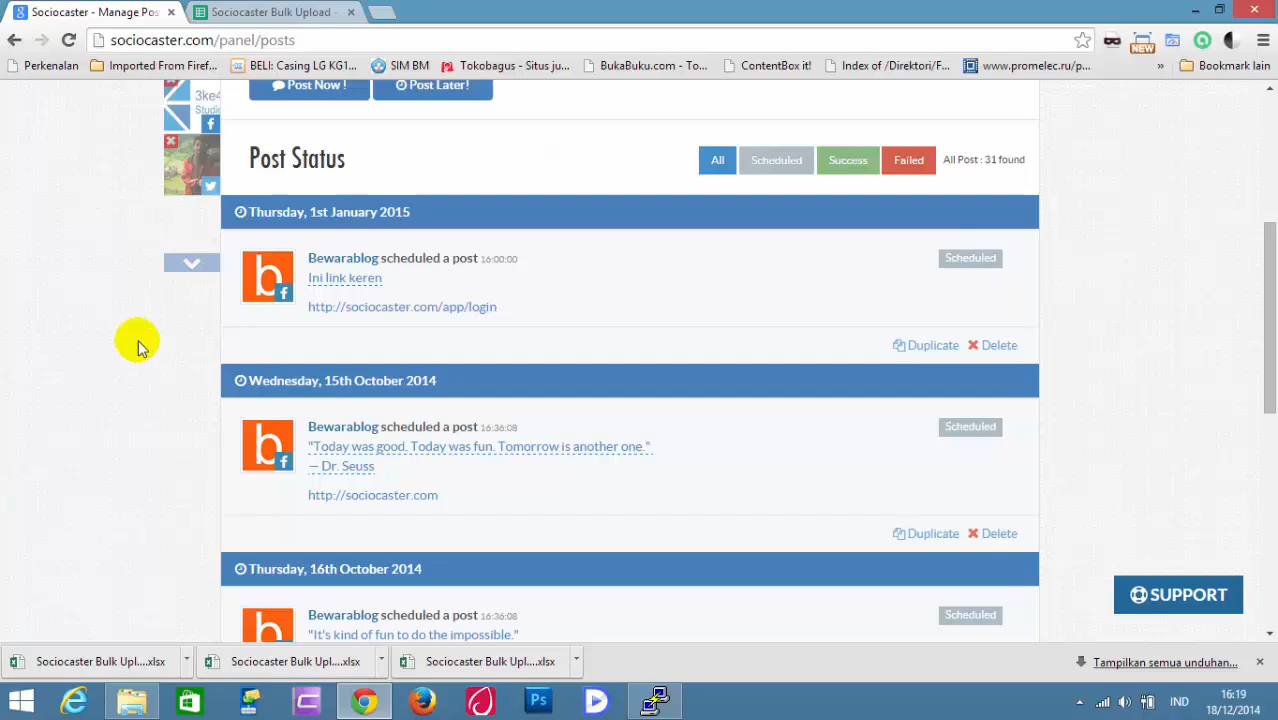 Sociocaster - Manage Pos
Sociocaster Bulk Upload -
sociocaster.com/panel/posts
NEW
Perkenalan
Imported From Firef...
BELI: Casing LG KG1...
SIM BM
Tokobagus - Situs ju...
BukaBuku.com - To...
ContentBox it!
Index of /Direktori/F...
www.promelec.ru/p...
»
Bookmark lain
3ke4
Studio
Post Now !
Post Later!
Post Status
All
Scheduled
Success
Failed
All Post : 31 found
Thursday, 1st January 2015
Bewarablog scheduled a post 16:00:00
Scheduled
Ini link keren
http://sociocaster.com/app/login
Duplicate
Delete
Wednesday, 15th October 2014
Bewarablog scheduled a post 16:36:08
Scheduled
"Today was good. Today was fun. Tomorrow is another one."
— Dr. Seuss
http://sociocaster.com
Duplicate
Delete
Thursday, 16th October 2014
Bewarablog scheduled a post 16:36:08
Scheduled
"It's kind of fun to do the impossible."
SUPPORT
Sociocaster Bulk Upl....xlsx
Sociocaster Bulk Upl....xlsx
Sociocaster Bulk Upl....xlsx
Tampilkan semua unduhan...
Ps
IND
16:19
18/12/2014